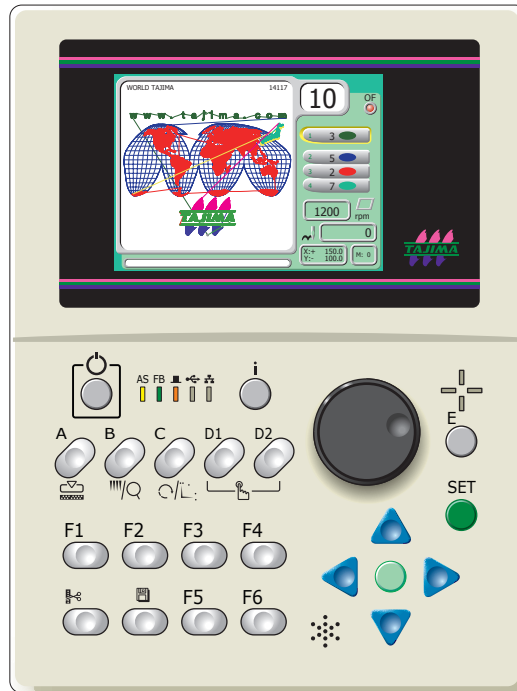 WORLD TAJIMA 14117
10
OF
www.tajima.com
1 3
2 5
3 2
4 7
1200 rpm
0
X:+ 150.0
Y:- 100.0
M: 0
TAJIMA
TAJIMA
i
AS FB
E
A B C D1 D2
SET
F1 F2 F3 F4
F5 F6